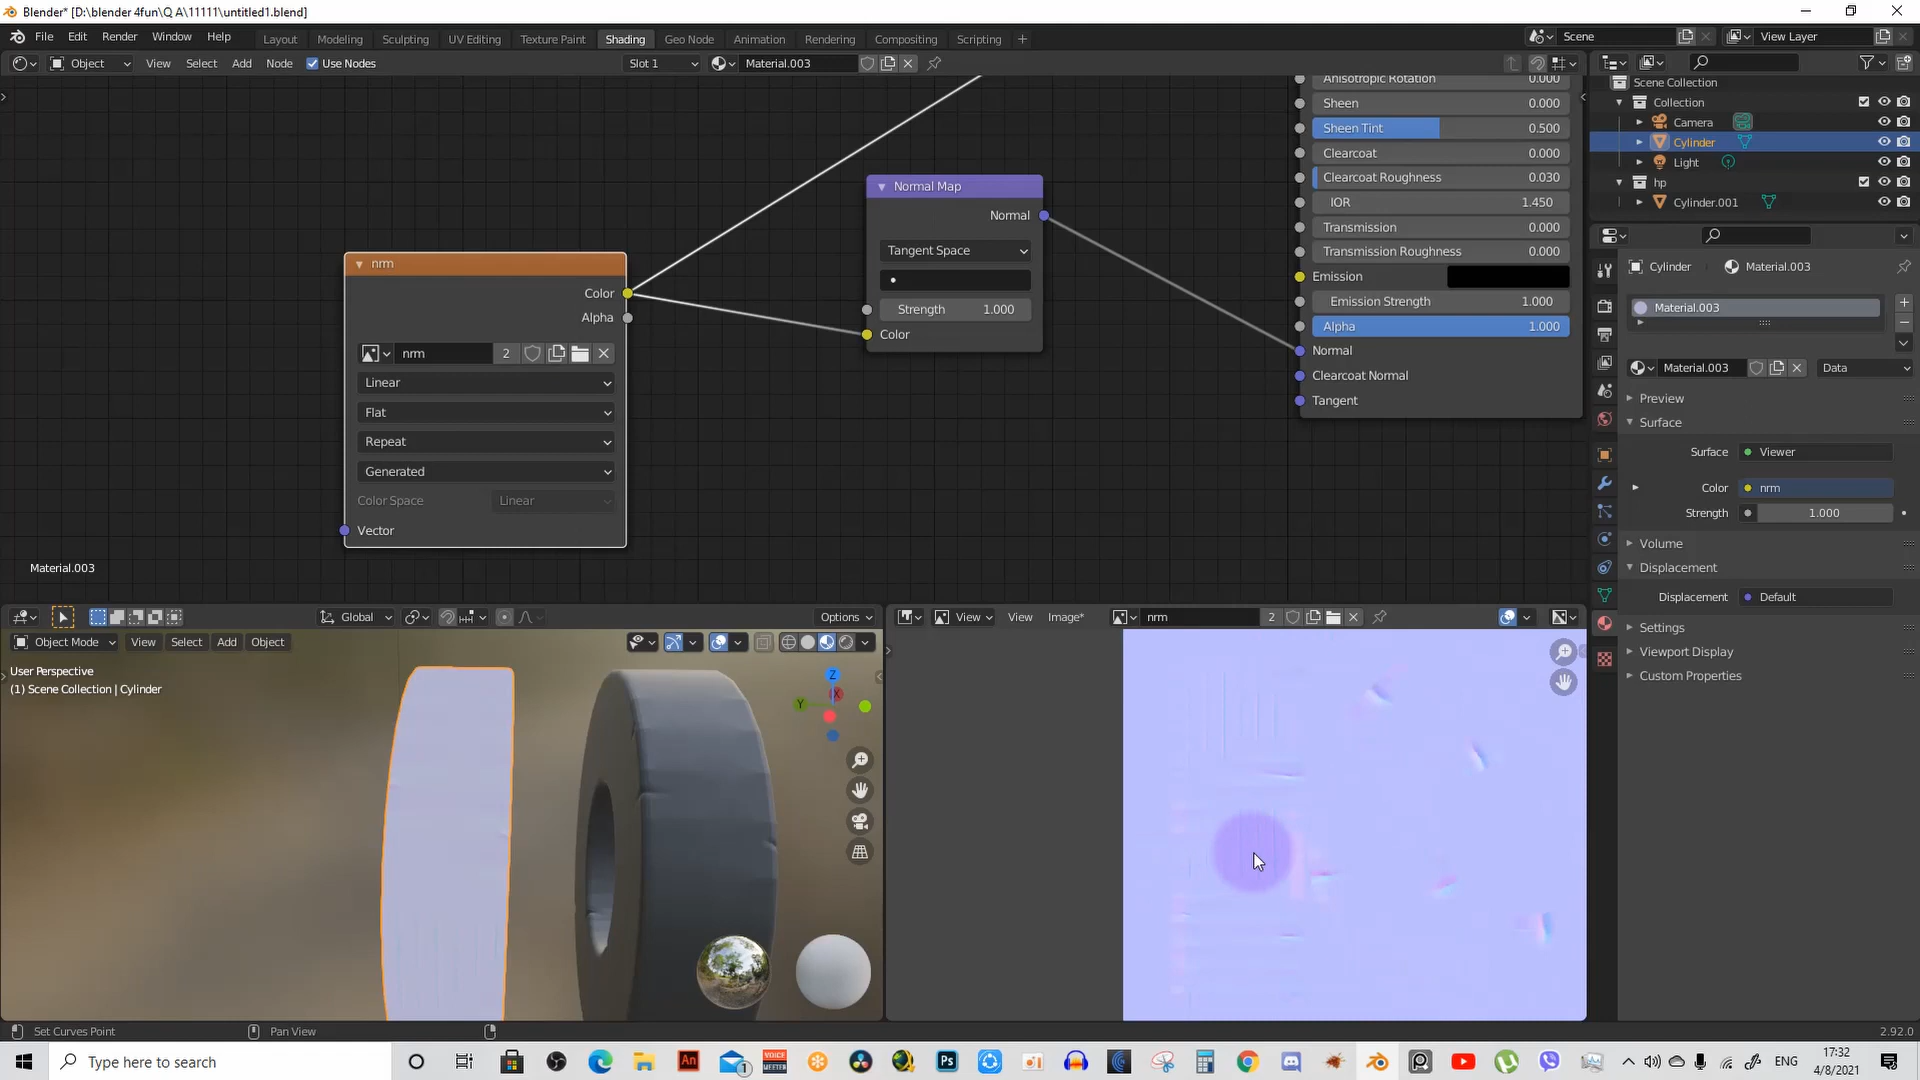 Blender* [D:\blender 4fun\Q A\11111\untitled1.blend]
File Edit Render Window Help Layout Modeling Sculpting UV Editing Texture Paint Shading Geo Node Animation Rendering Compositing Scripting + Scene View Layer
Object View Select Add Node Use Nodes Slot 1 Material.003
Scene Collection
Collection
Camera
Cylinder
Light
hp
Cylinder.001
Anisotropic Rotation 0.000
Sheen 0.000
Sheen Tint 0.500
Clearcoat 0.000
Clearcoat Roughness 0.030
IOR 1.450
Transmission 0.000
Transmission Roughness 0.000
Emission
Emission Strength 1.000
Alpha 1.000
Normal
Clearcoat Normal
Tangent
Normal Map
Normal
Tangent Space
Strength 1.000
Color
nrm
Color
Alpha
nrm 2
Linear
Flat
Repeat
Generated
Color Space Linear
Vector
Material.003
Cylinder Material.003
Material.003
Material.003 Data
Preview
Surface
Surface Viewer
Color nrm
Strength 1.000
Volume
Displacement
Displacement Default
Settings
Viewport Display
Custom Properties
Global Options
Object Mode View Select Add Object
User Perspective
(1) Scene Collection | Cylinder
Z
X
Y
View View Image* nrm 2
Set Curves Point Pan View 2.92.0
Type here to search
An
VOICE
MEETER
1
Ps
ENG
17:32
4/8/2021